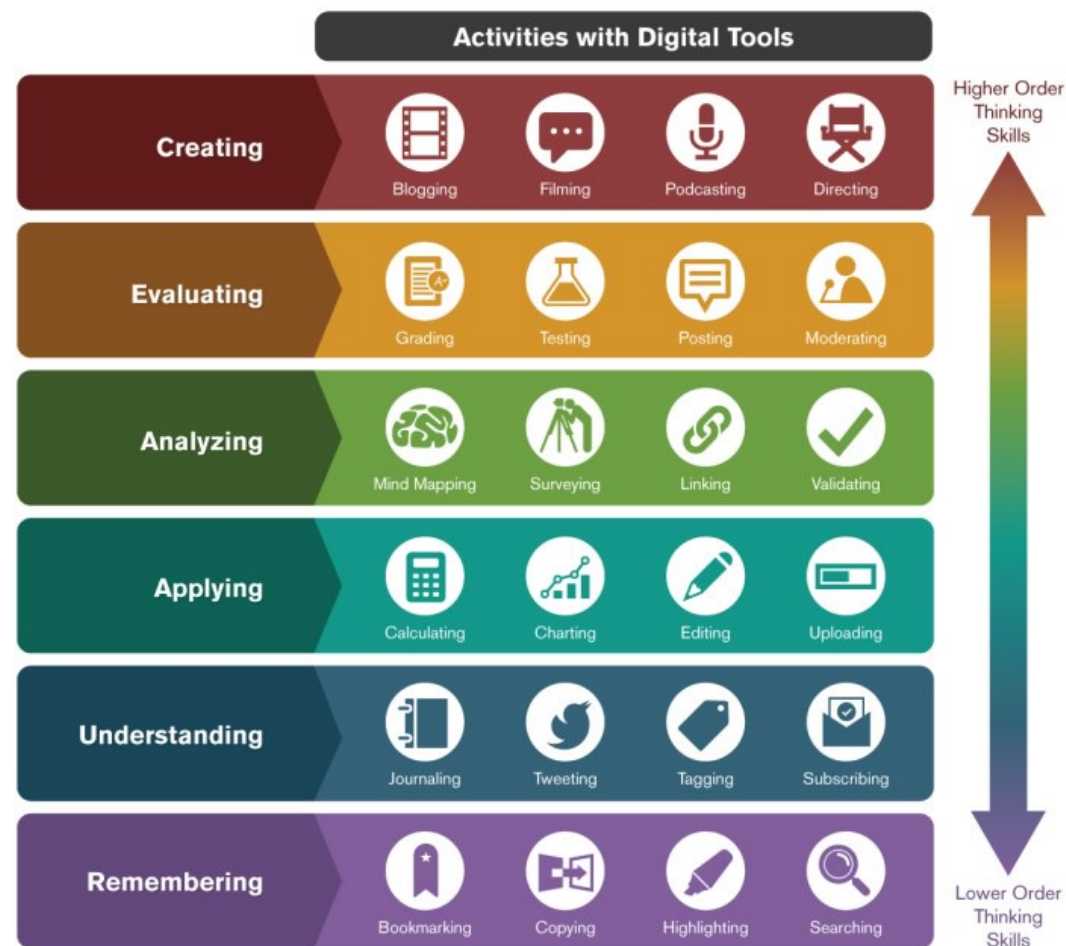 Activities with Digital Tools
Higher Order
Thinking
Skills
Creating
Blogging Filming Podcasting Directing
Evaluating
A+
Grading Testing Posting Moderating
Analyzing
Mind Mapping Surveying Linking Validating
Applying
Calculating Charting Editing Uploading
Understanding
Journaling Tweeting Tagging Subscribing
Remembering
Bookmarking Copying Highlighting Searching
Lower Order
Thinking
Skills